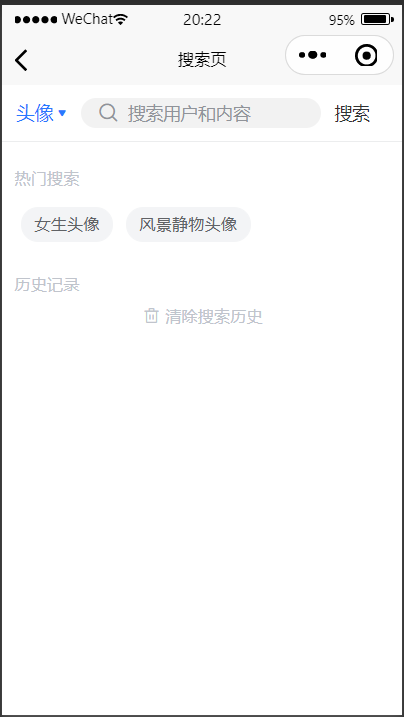 WeChat 20:22 95%
搜索页
头像 搜索用户和内容 搜索
热门搜索
女生头像 风景静物头像
历史记录
清除搜索历史